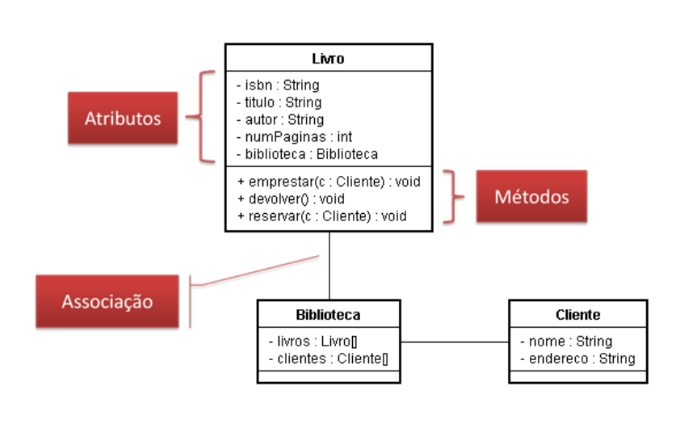 Livro
- isbn : String
- titulo : String
- autor : String
- numPaginas : int
- biblioteca : Biblioteca
Atributos
+ emprestar(c : Cliente) : void
+ devolver() : void
+ reservar(c : Cliente) : void
Métodos
Associação
Biblioteca
- livros : Livro[]
- clientes : Cliente[]
Cliente
- nome : String
- endereco : String